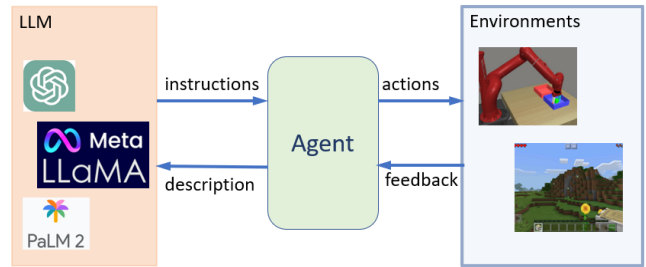 LLM
Meta
LLaMA
PaLM 2
instructions
description
Agent
actions
feedback
Environments